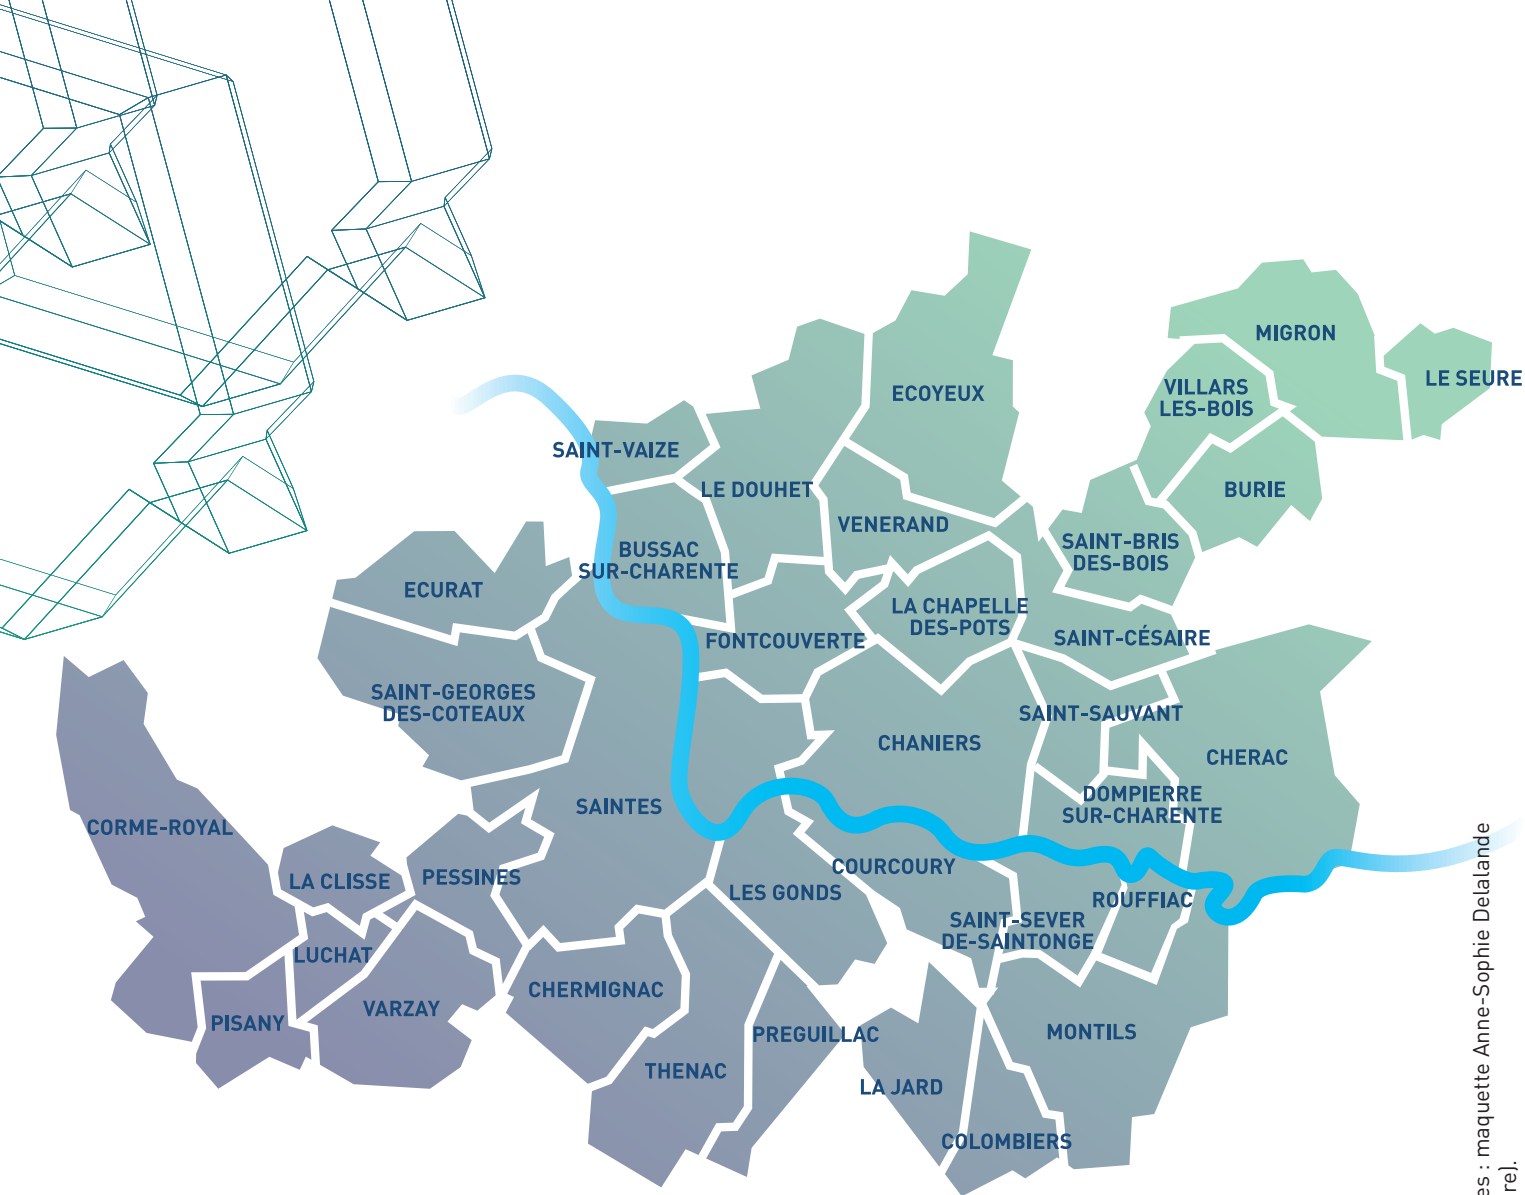 MIGRON
LE SEURE
VILLARS
LES-BOIS
ECOYEUX
SAINT-VAIZE
LE DOUHET
BURIE
VENERAND
SAINT-BRIS
DES-BOIS
BUSSAC
SUR-CHARENTE
ECURAT
LA CHAPELLE
DES-POTS
FONTCOUVERTE
SAINT-CÉSAIRE
SAINT-GEORGES
DES-COTEAUX
SAINT-SAUVANT
CHANIERS
CHERAC
DOMPIERRE
SUR-CHARENTE
SAINTES
CORME-ROYAL
COURCOURY
LA CLISSE
PESSINES
LES GONDS
ROUFFIAC
SAINT-SEVER
DE-SAINTONGE
LUCHAT
CHERMIGNAC
VARZAY
PISANY
PREGUILLAC
MONTILS
THENAC
LA JARD
COLOMBIERS
es : maquette Anne-Sophie Delalande
re).